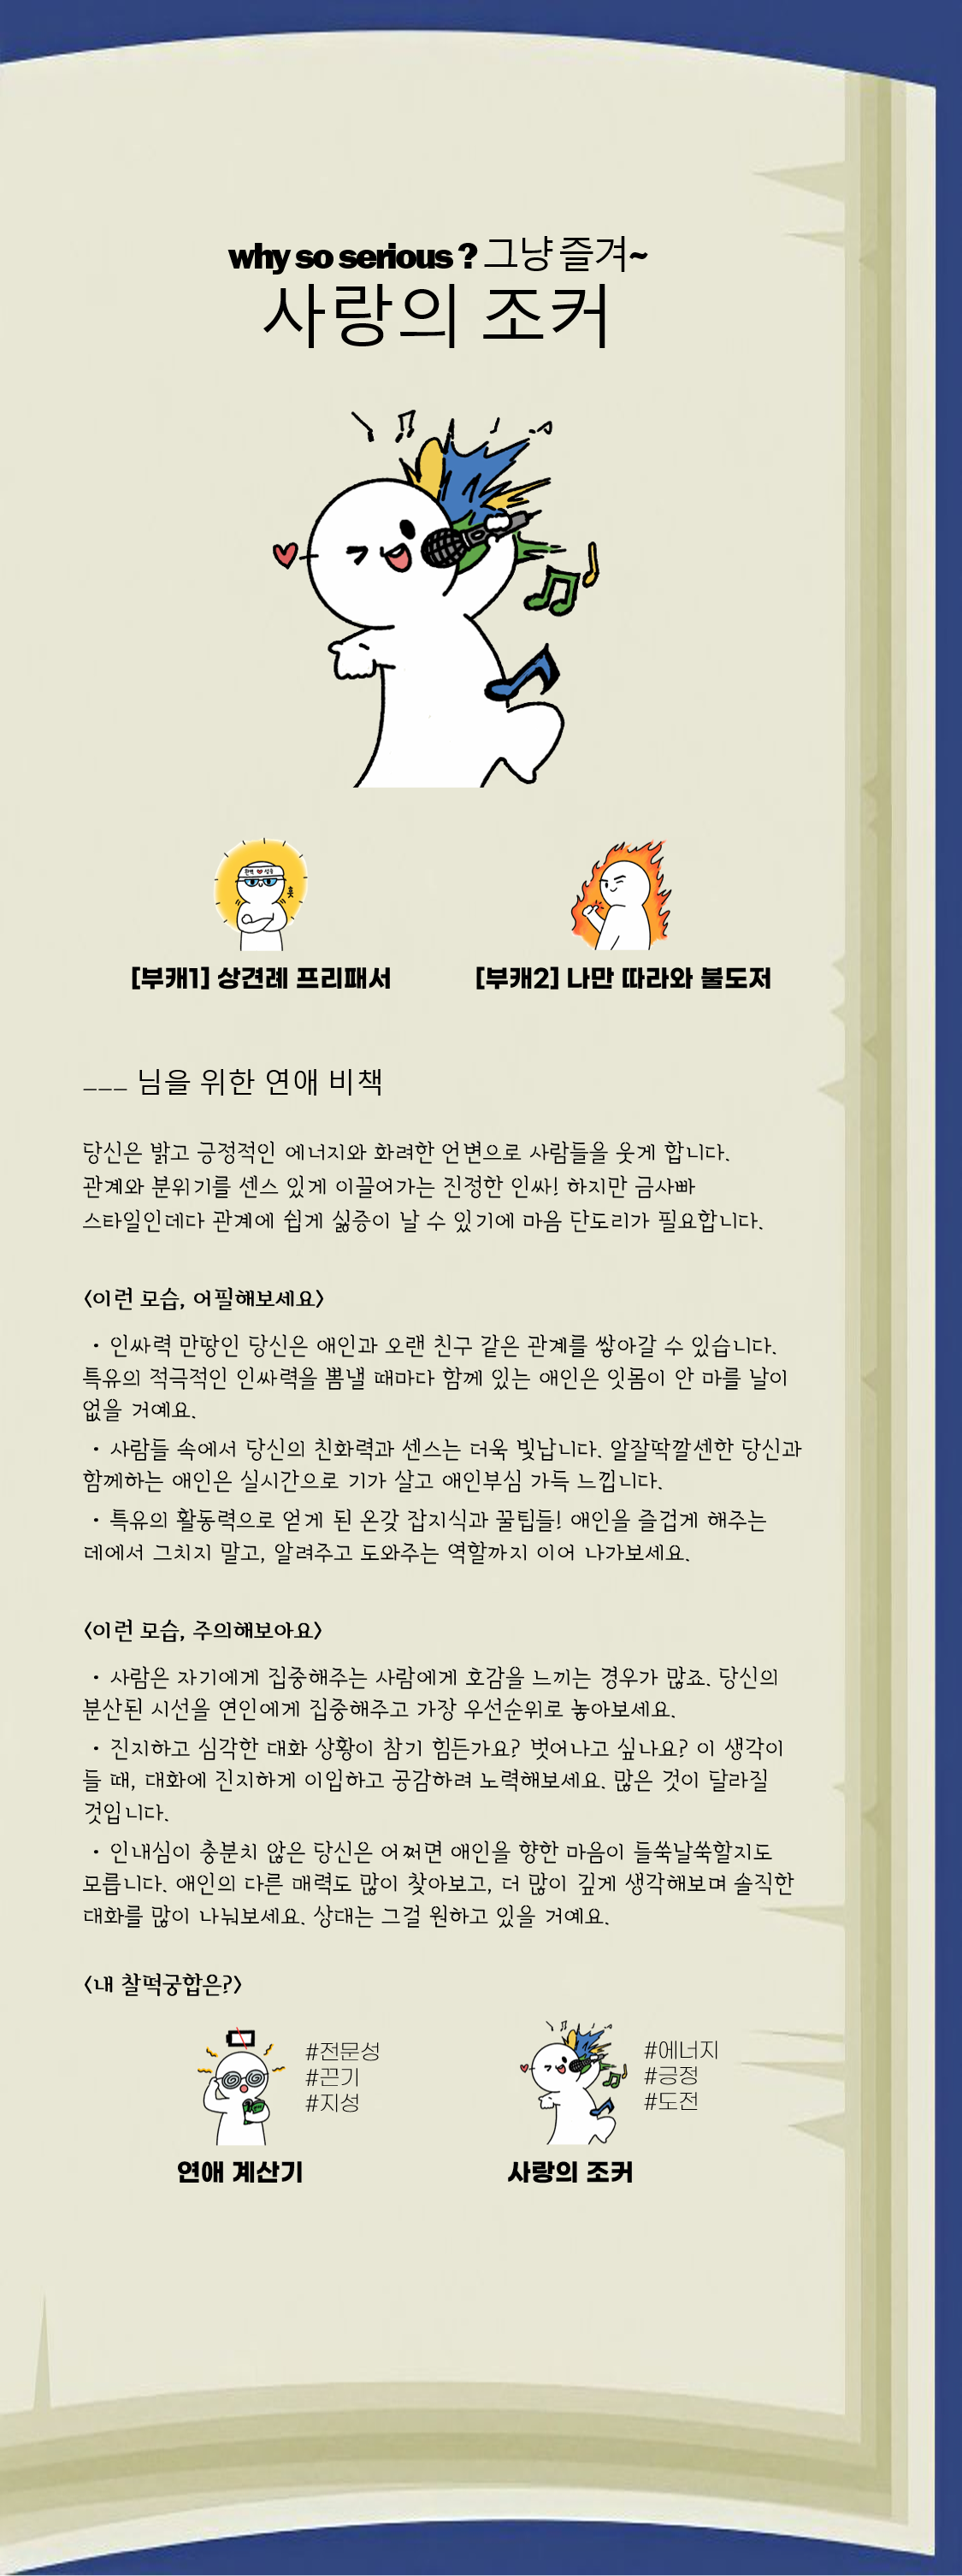 why so serious ? 그냥 즐겨~
사랑의 조커
[부캐1] 상견례 프리패서
[부캐2] 나만 따라와 불도저
___ 님을 위한 연애 비책
당신은 밝고 긍정적인 에너지와 화려한 언변으로 사람들을 웃게 합니다.
관계와 분위기를 센스 있게 이끌어가는 진정한 인싸! 하지만 금사빠
스타일인데다 관계에 쉽게 싫증이 날 수 있기에 마음 단도리가 필요합니다.
<이런 모습, 어필해보세요>
· 인싸력 만땅인 당신은 애인과 오랜 친구 같은 관계를 쌓아갈 수 있습니다.
특유의 적극적인 인싸력을 뽐낼 때마다 함께 있는 애인은 잇몸이 안 마를 날이
없을 거예요.
· 사람들 속에서 당신의 친화력과 센스는 더욱 빛납니다. 알잘딱깔센한 당신과
함께하는 애인은 실시간으로 기가 살고 애인부심 가득 느낍니다.
· 특유의 활동력으로 얻게 된 온갖 잡지식과 꿀팁들! 애인을 즐겁게 해주는
데에서 그치지 말고, 알려주고 도와주는 역할까지 이어 나가보세요.
<이런 모습, 주의해보아요>
· 사람은 자기에게 집중해주는 사람에게 호감을 느끼는 경우가 많죠. 당신의
분산된 시선을 연인에게 집중해주고 가장 우선순위로 놓아보세요.
· 진지하고 심각한 대화 상황이 참기 힘든가요? 벗어나고 싶나요? 이 생각이
들 때, 대화에 진지하게 이입하고 공감하려 노력해보세요. 많은 것이 달라질
것입니다.
· 인내심이 충분치 않은 당신은 어쩌면 애인을 향한 마음이 들쑥날쑥할지도
모릅니다. 애인의 다른 매력도 많이 찾아보고, 더 많이 깊게 생각해보며 솔직한
대화를 많이 나눠보세요. 상대는 그걸 원하고 있을 거예요.
<내 찰떡궁합은?>
#전문성
#끈기
#지성
연애 계산기
#에너지
#긍정
#도전
사랑의 조커